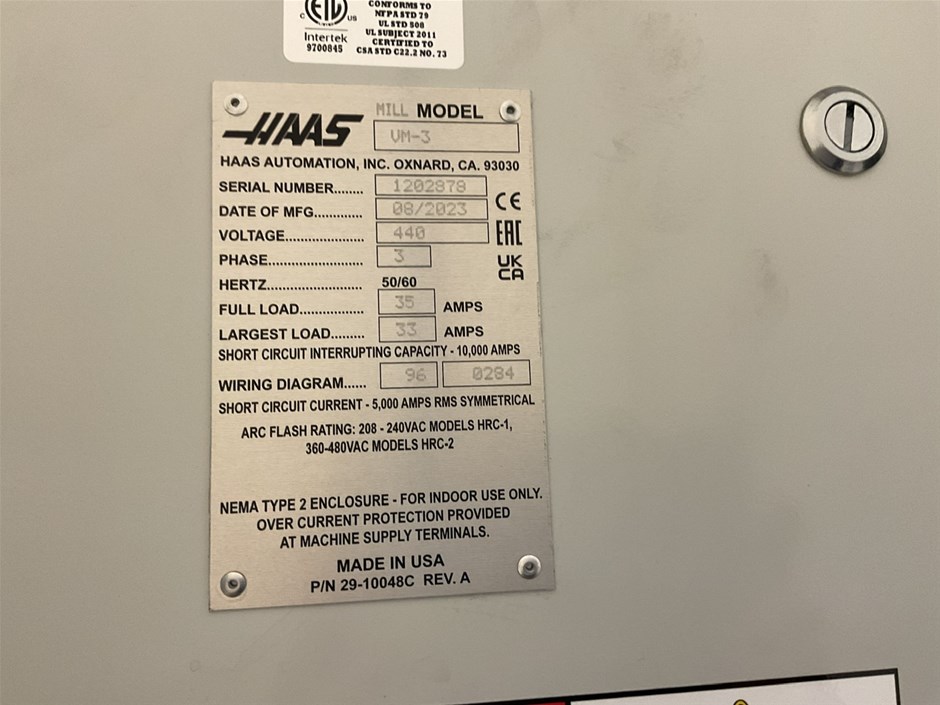 CONFORMS TO
NFPA STD 79
UL STD 508
UL SUBJECT 2011
CERTIFIED TO
CSA STD C22.2 NO. 73
C ETL US
Intertek
9700845
MILL MODEL
HAAS VM-3
HAAS AUTOMATION, INC. OXNARD, CA. 93030
SERIAL NUMBER........ 1202878
DATE OF MFG............. 08/2023
VOLTAGE..................... 440
PHASE......................... 3
HERTZ......................... 50/60
FULL LOAD................. 35 AMPS
LARGEST LOAD......... 33 AMPS
CE
EAC
UK
CA
SHORT CIRCUIT INTERRUPTING CAPACITY - 10,000 AMPS
WIRING DIAGRAM...... 96 0284
SHORT CIRCUIT CURRENT - 5,000 AMPS RMS SYMMETRICAL
ARC FLASH RATING: 208 - 240VAC MODELS HRC-1,
360-480VAC MODELS HRC-2
NEMA TYPE 2 ENCLOSURE - FOR INDOOR USE ONLY.
OVER CURRENT PROTECTION PROVIDED
AT MACHINE SUPPLY TERMINALS.
MADE IN USA
P/N 29-10048C REV. A